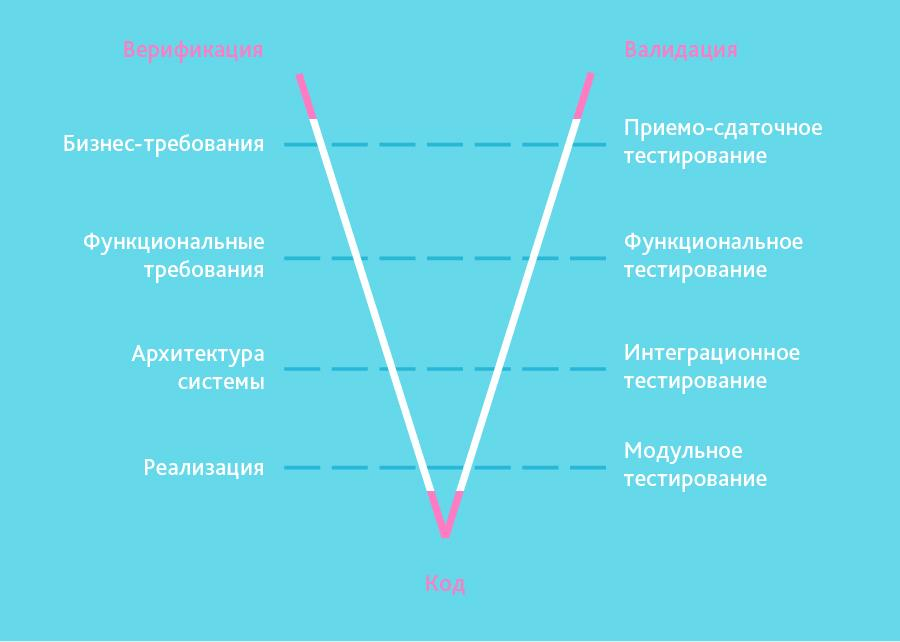 Верификация
Валидация
Бизнес-требования
Приемо-сдаточное
тестирование
Функциональные
требования
Функциональное
тестирование
Архитектура
системы
Интеграционное
тестирование
Реализация
Модульное
тестирование
Код